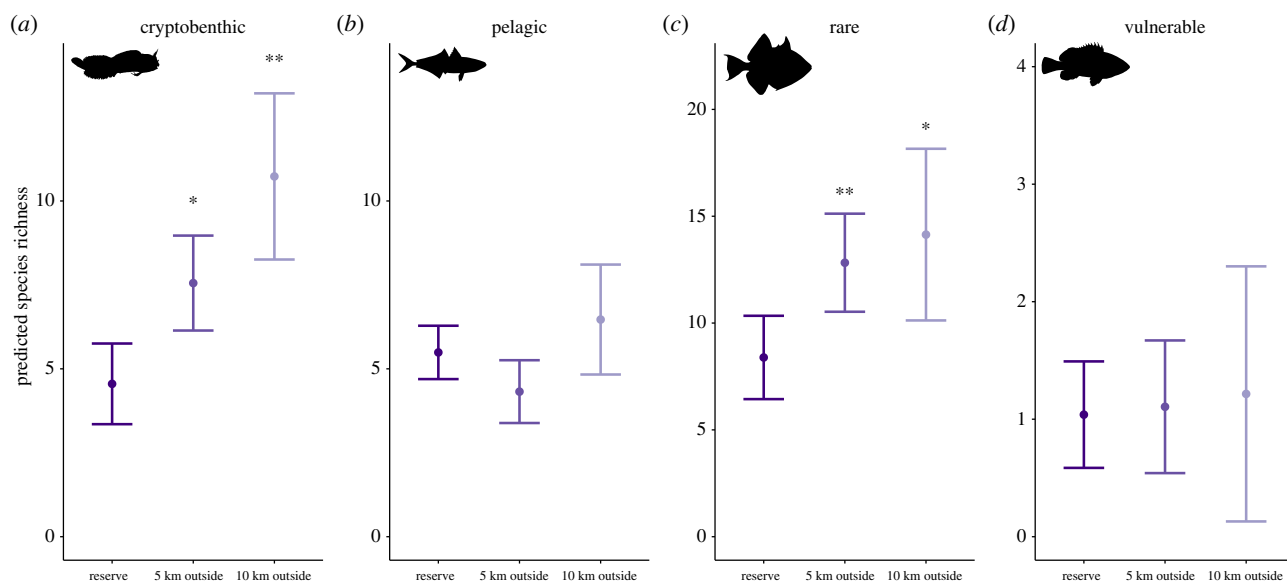 (a) cryptobenthic
(b) pelagic
(c) rare
(d) vulnerable
predicted species richness
10
5
0
*
**
reserve 5 km outside 10 km outside
10
5
0
reserve 5 km outside 10 km outside
20
15
10
5
0
**
*
reserve 5 km outside 10 km outside
4
3
2
1
0
reserve 5 km outside 10 km outside